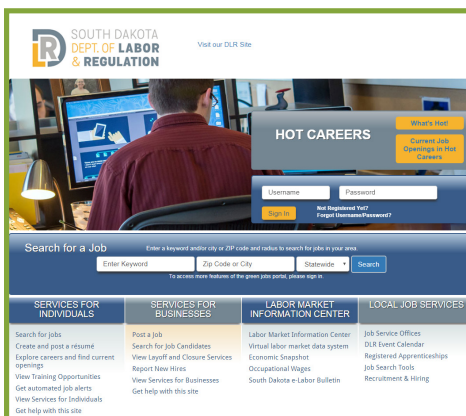 SOUTH DAKOTA
DEPT. OF LABOR
& REGULATION
Visit our DLR Site
HOT CAREERS
What's Hot!
Current Job
Openings in Hot
Careers
Username
Password
Sign In
Not Registered Yet?
Forgot Username/Password?
Search for a Job
Enter a keyword and/or city or ZIP code and radius to search for jobs in your area.
Enter Keyword
Zip Code or City
Statewide
Search
To access more features of the green jobs portal, please sign in.
SERVICES FOR
INDIVIDUALS
Search for jobs
Create and post a résumé
Explore careers and find current
openings
View Training Opportunities
Get automated job alerts
View Services for Individuals
Get help with this site
SERVICES FOR
BUSINESSES
Post a Job
Search for Job Candidates
View Layoff and Closure Services
Report New Hires
View Services for Businesses
Get help with this site
LABOR MARKET
INFORMATION CENTER
Labor Market Information Center
Virtual labor market data system
Economic Snapshot
Occupational Wages
South Dakota e-Labor Bulletin
LOCAL JOB SERVICES
Job Service Offices
DLR Event Calendar
Registered Apprenticeships
Job Search Tools
Recruitment & Hiring